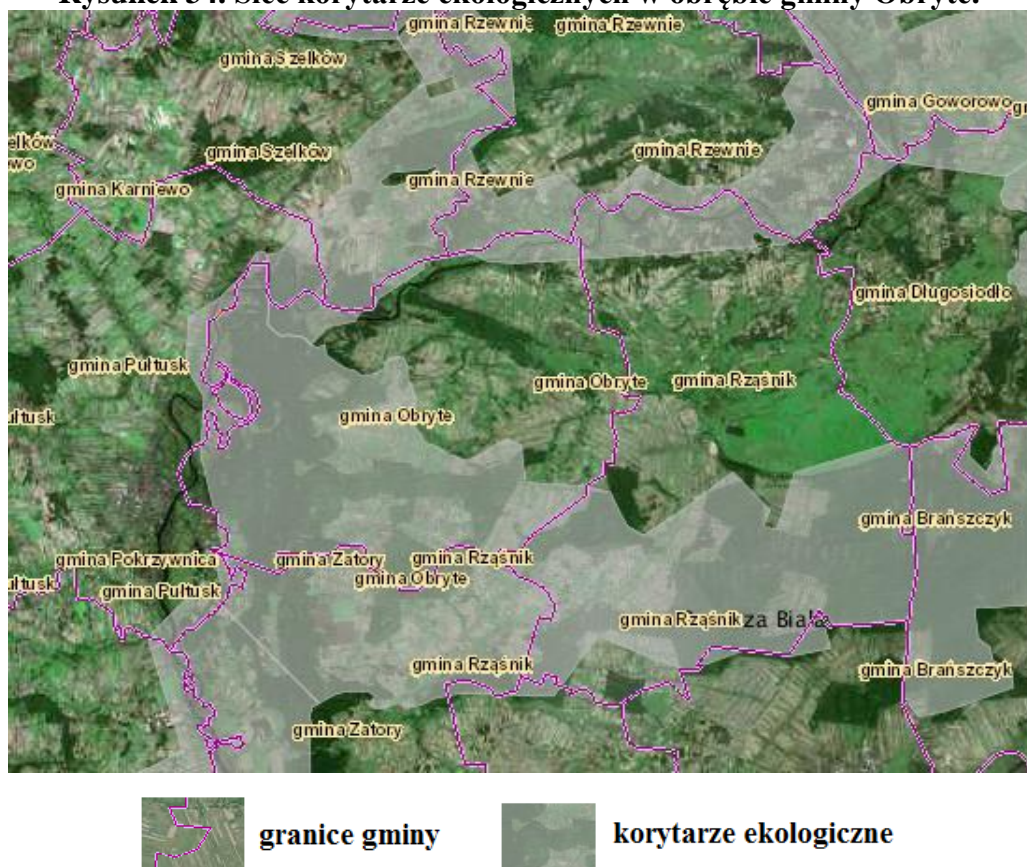 Rysunek 34. Sieć korytarze ekologicznych w obrębie gminy Obryte.
gmina Rzewnie gmina Rzewnie
gmina Szelków
gmina Goworowo
gmina Szelków gmina Rzewnie
gmina Karniewo gmina Rzewnie
gmina Długosiodło
gmina Pułtusk
gmina Obryte gmina Rząśnik
gmina Obryte
gmina Brańszczyk
gmina Pokrzywnica gmina Zatory gmina Rząśnik
gmina Obryte
gmina Pułtusk
gmina Rząśnik
gmina Rząśnik gmina Brańszczyk
gmina Zatory
granice gminy korytarze ekologiczne